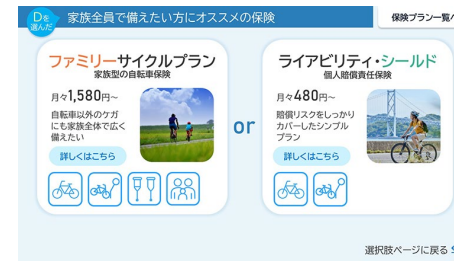 Dを
選んだ
家族全員で備えたい方にオススメの保険
保険プラン一覧へ
ファミリーサイクルプラン
家族型の自転車保険
月々1,580円〜
自転車以外のケガ
にも家族全体で広く
備えたい
詳しくはこちら
or
ライアビリティ・シールド
個人賠償責任保険
月々480円〜
賠償リスクをしっかり
カバーしたシンプル
プラン
詳しくはこちら
選択肢ページに戻る